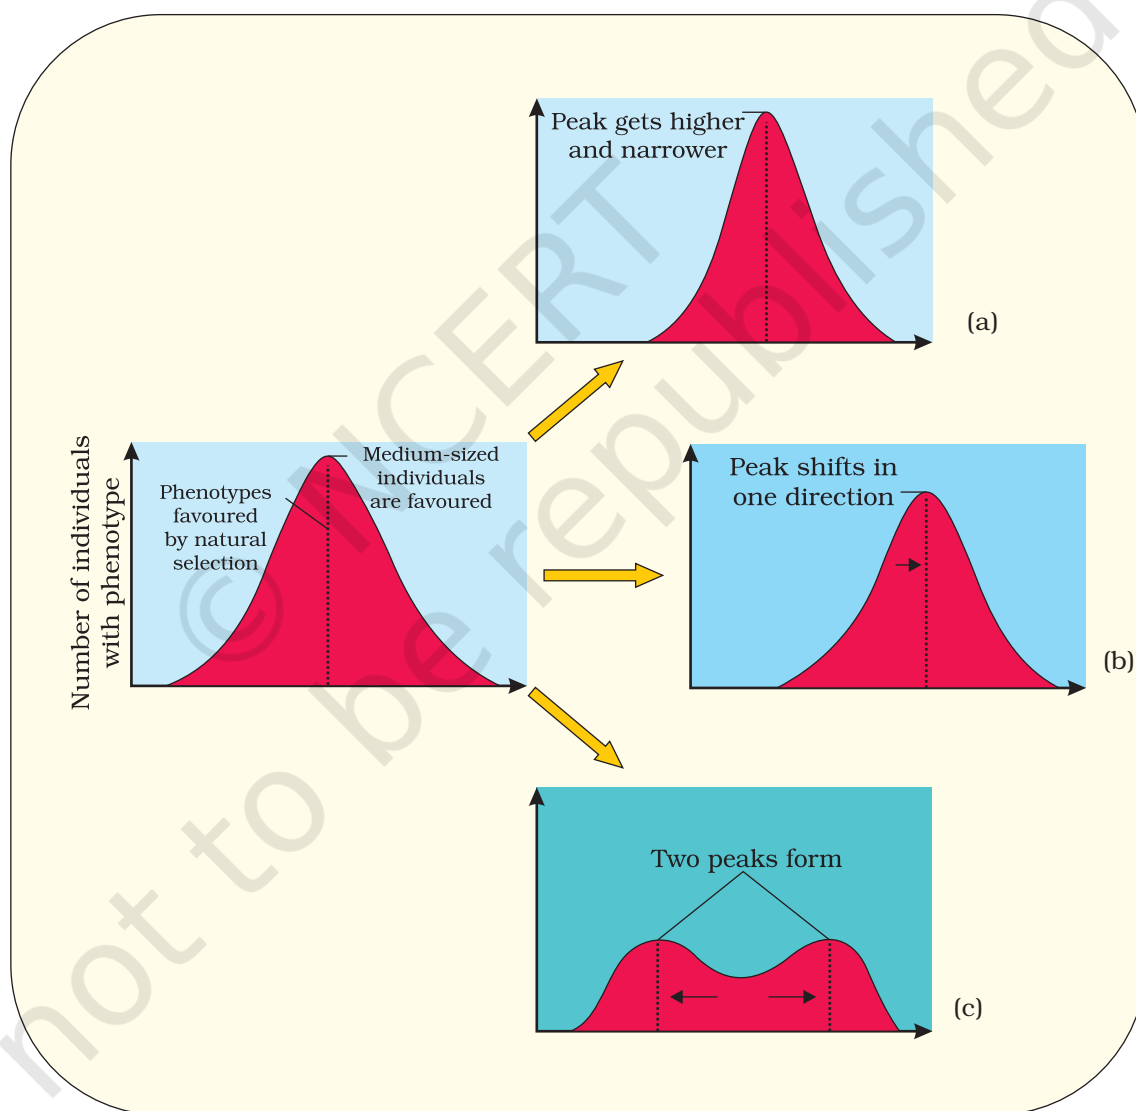 Peak gets higher
and narrower
(a)
Number of individuals
with phenotype
Phenotypes
favoured
by natural
selection
Medium-sized
individuals
are favoured
Peak shifts in
one direction
(b)
Two peaks form
(c)
© NCERT
not to be republished